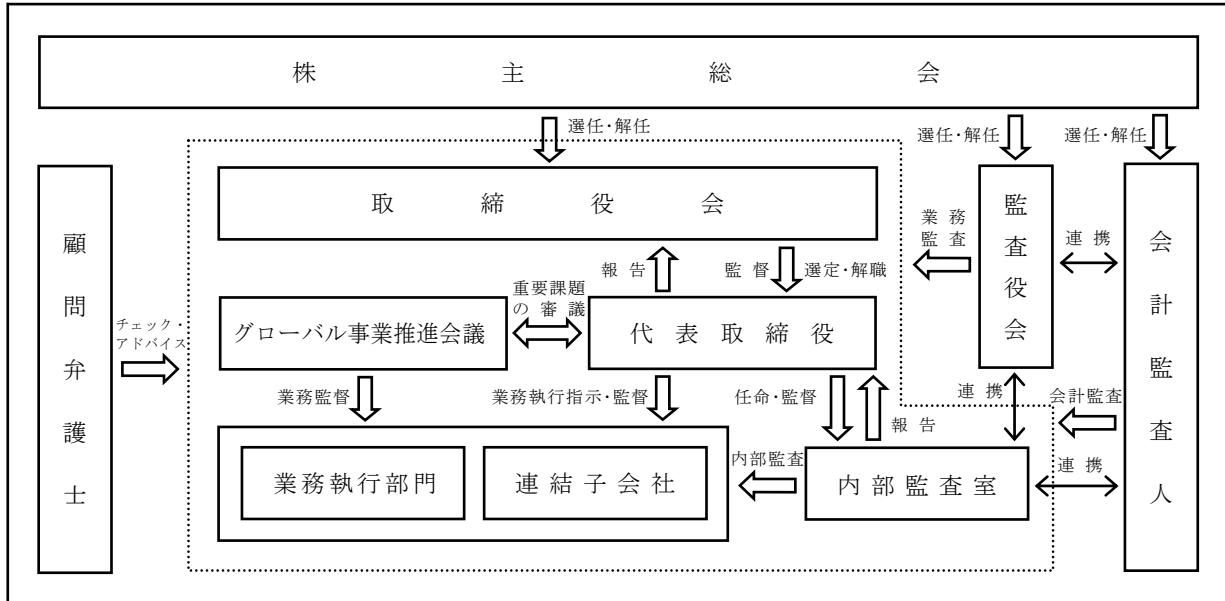 株主総会
選任・解任
選任・解任
選任・解任
取締役会
監査役会
会計監査人
顧問弁護士
業務
監査
連携
報告
監督
選定・解職
重要課題
の審議
グローバル事業推進会議
代表取締役
チェック・
アドバイス
業務監督
業務執行指示・監督
任命・監督
報告
連携
会計監査
業務執行部門
連結子会社
内部監査
内部監査室
連携